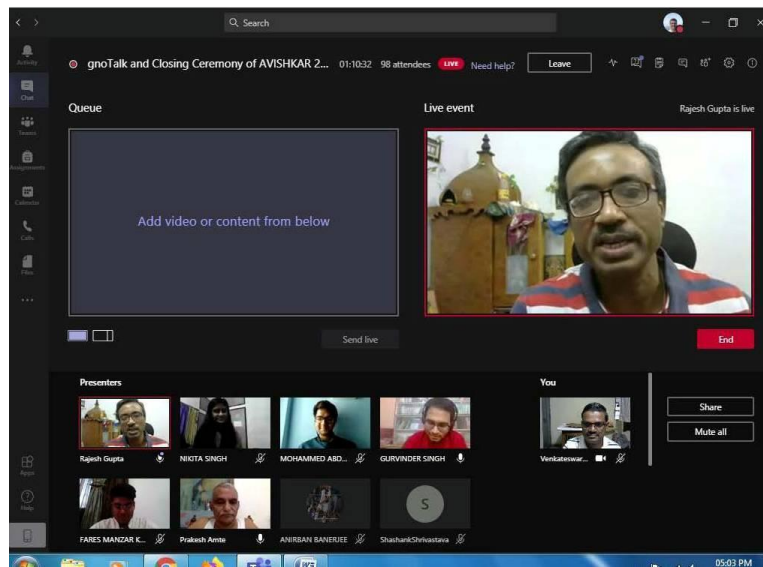 Search
Activity
gnoTalk and Closing Ceremony of AVISHKAR 2... 01:10:32 98 attendees LIVE Need help? Leave
Chat
Queue
Live event
Rajesh Gupta is live
Teams
Assignments
Calendar
Calls
Files
Add video or content from below
Send live
End
Presenters
You
Share
Mute all
Rajesh Gupta
NIKITA SINGH
MOHAMMED ABD...
GURVINDER SINGH
Venkateswar...
Apps
Help
S
FARES MANZAR K...
Prakash Amte
ANIRBAN BANERJEE
ShashankShrivastava
05:03 PM